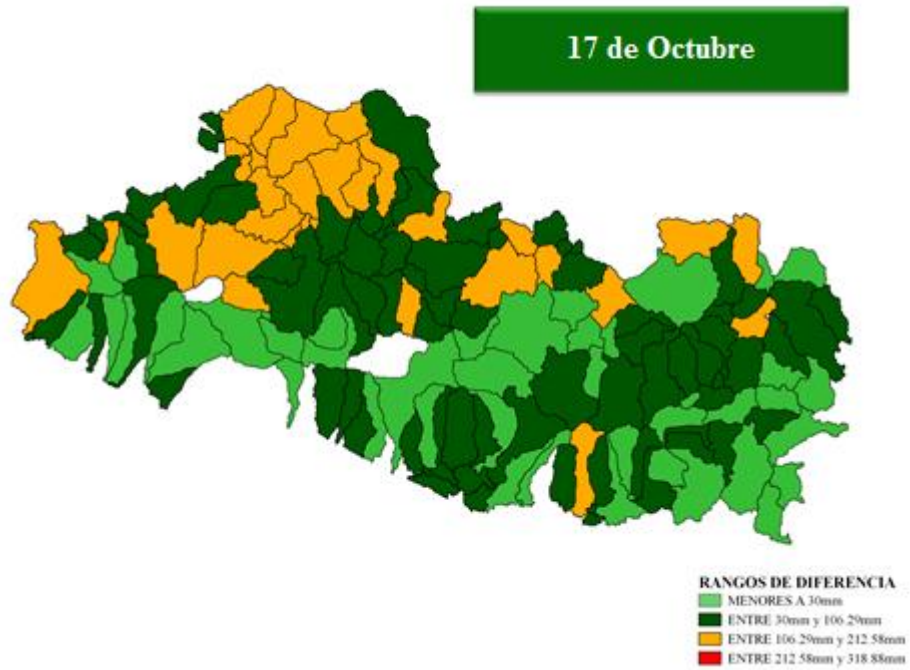 17 de Octubre
RANGOS DE DIFERENCIA
MENORES A 30mm
ENTRE 30mm y 106.29mm
ENTRE 106.29mm y 212.58mm
ENTRE 212.58mm y 318.88mm